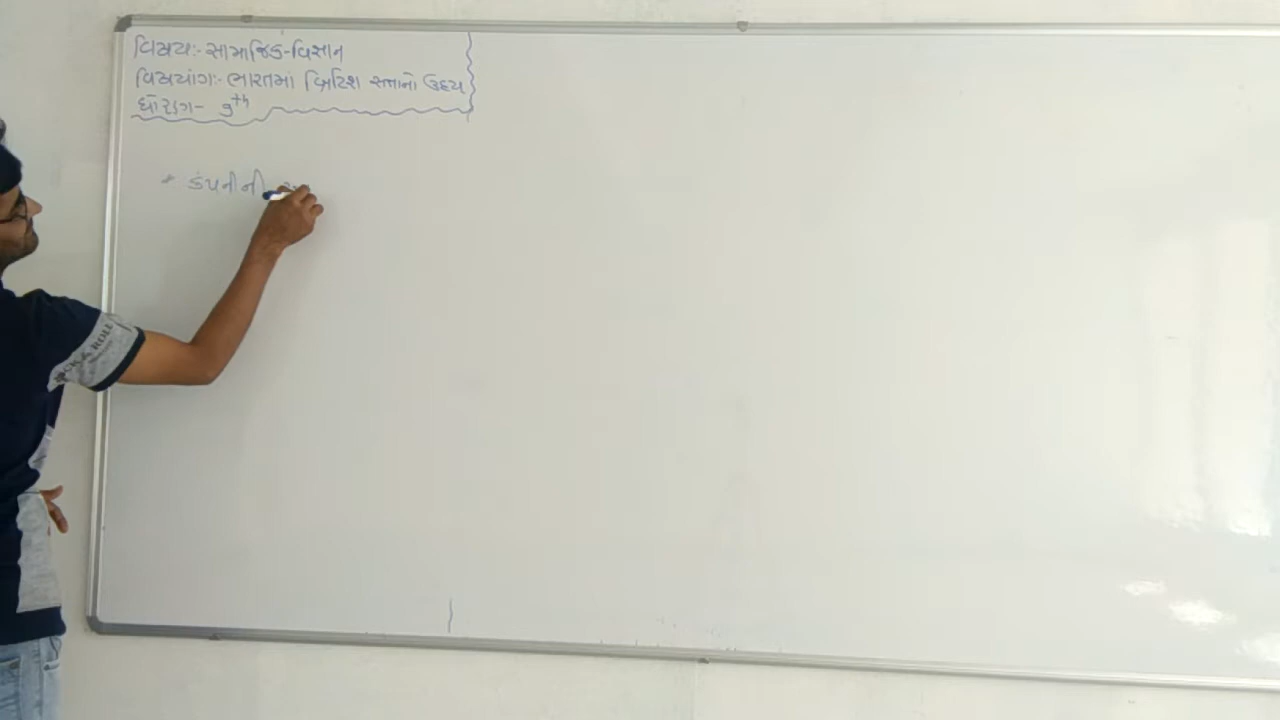 વિષય:- સામાજિક-વિજ્ઞાન
વિષયાંગ:- ભારતમાં બ્રિટિશ સત્તાનો ઉદય
ધોરણ- 9th
* કંપનીની